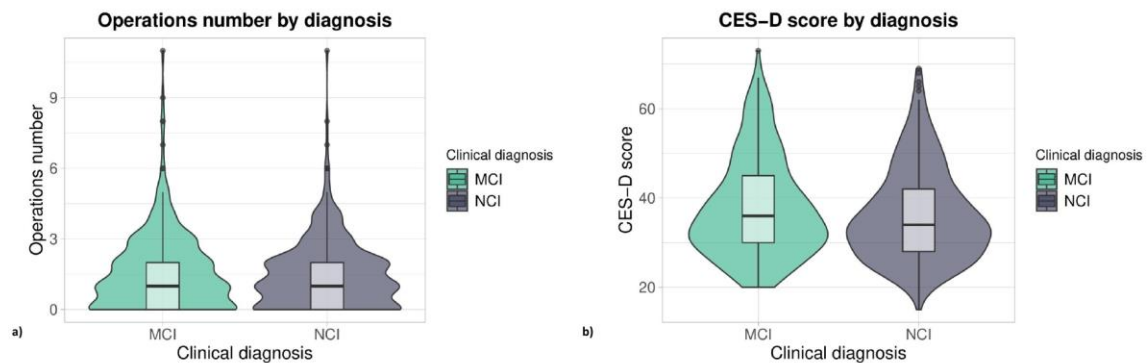 Operations number by diagnosis
Operations number
9
6
3
0
MCI
NCI
Clinical diagnosis
Clinical diagnosis
MCI
NCI
a)
CES-D score by diagnosis
CES-D score
60
40
20
MCI
NCI
Clinical diagnosis
Clinical diagnosis
MCI
NCI
b)